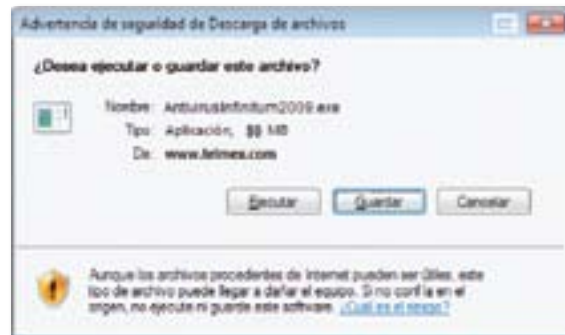 Advertencia de seguridad de Descarga de archivos
¿Desea ejecutar o guardar este archivo?
Nombre: AntivirusInfinitum2009.exe
Tipo: Aplicación, MB
De: www.telmex.com
Ejecutar Guardar Cancelar
Aunque los archivos procedentes de Internet pueden ser útiles, este
tipo de archivo puede llegar a dañar el equipo. Si no confía en el
origen, no ejecute ni guarde este software. ¿Cuál es el riesgo?